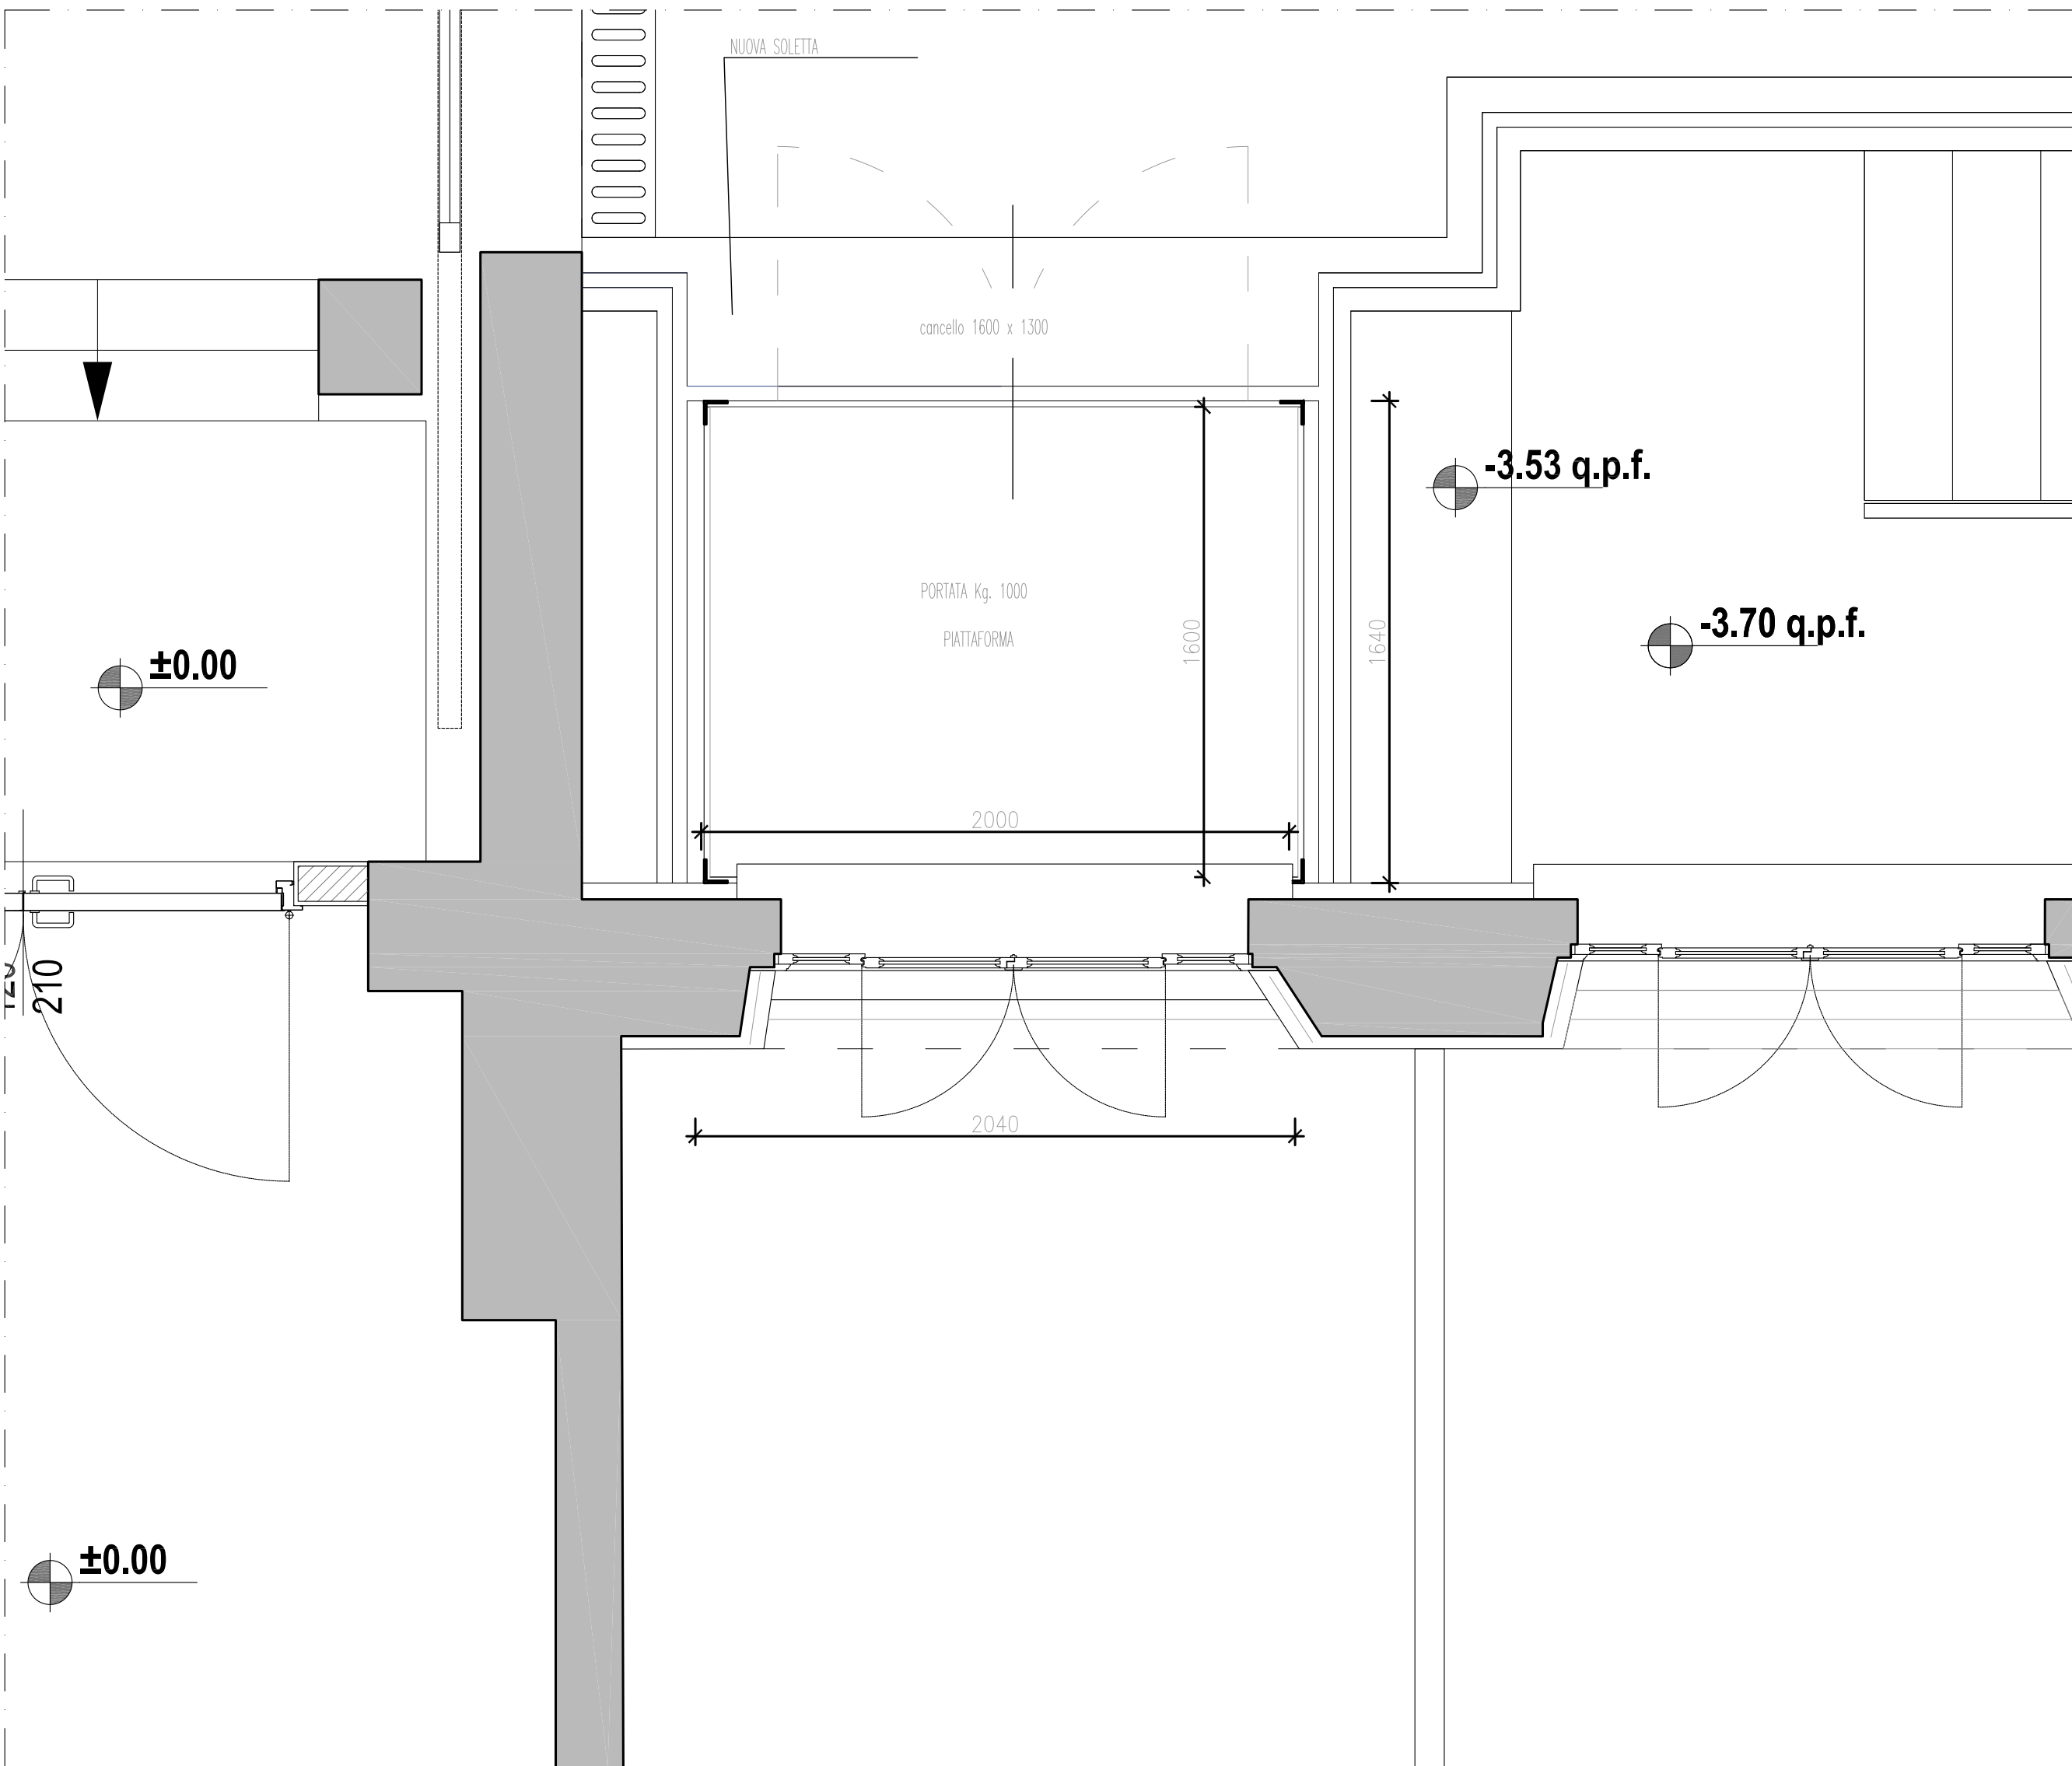 NUOVA SOLETTA
cancello 1600 x 1300
-3.53 q.p.f.
PORTATA Kg. 1000
PIATTAFORMA
1600
1640
-3.70 q.p.f.
±0.00
2000
210
2040
±0.00